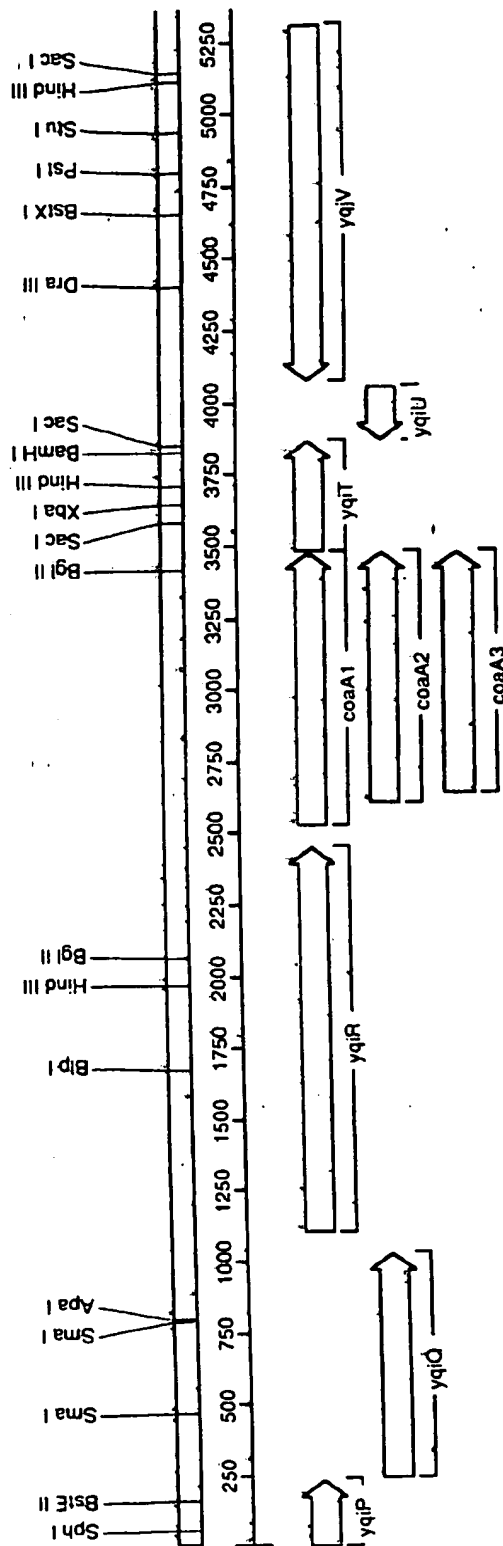 Sph I
BstE II
Sma I
Sma I
Apa I
Blp I
Hind III
Bgl II
Bgl II
Sac I
Xba I
Hind III
BamH I
Sac I
Dra III
BstX I
Pst I
Stu I
Hind III
Sac I
250
500
750
1000
1250
1500
1750
2000
2250
2500
2750
3000
3250
3500
3750
4000
4250
4500
4750
5000
5250
yqiP
yqiQ
yqiR
coaA1
coaA2
coaA3
yqiT
yqiU
yqjV